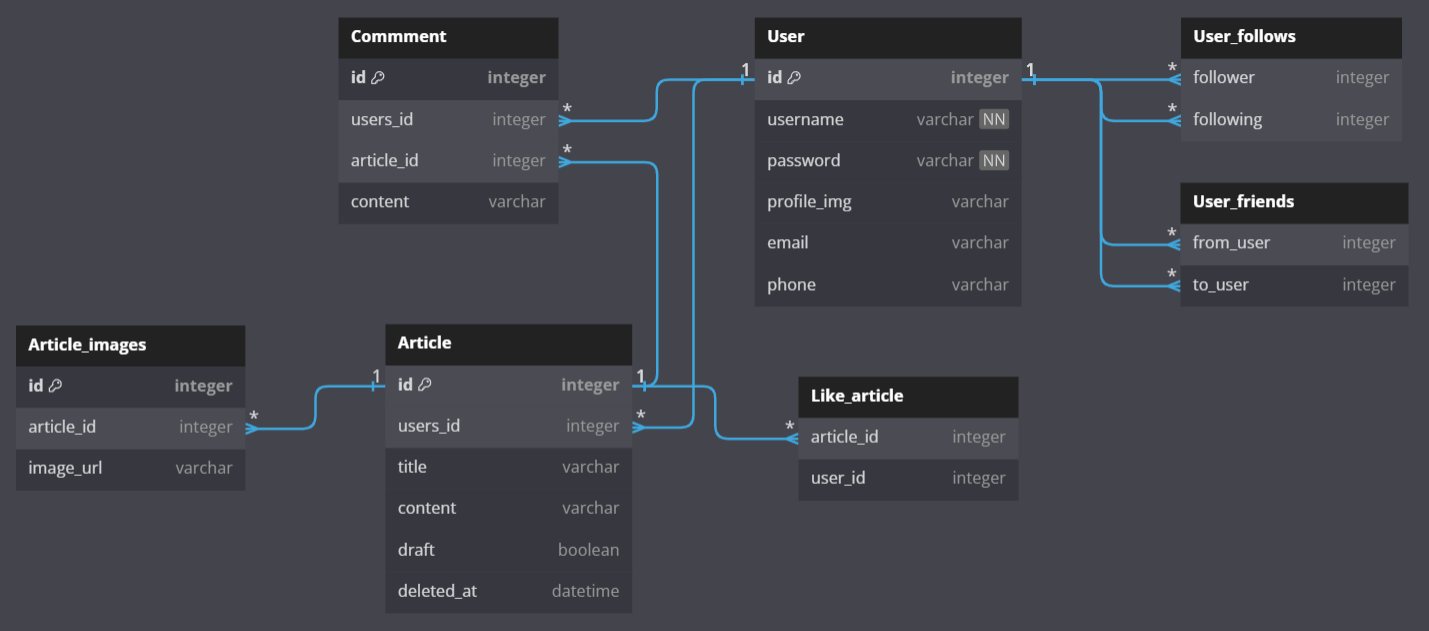 Commment
id integer
users_id integer
article_id integer
content varchar
User
id integer
username varchar NN
password varchar NN
profile_img varchar
email varchar
phone varchar
User_follows
follower integer
following integer
User_friends
from_user integer
to_user integer
Article_images
id integer
article_id integer
image_url varchar
Article
id integer
users_id integer
title varchar
content varchar
draft boolean
deleted_at datetime
Like_article
article_id integer
user_id integer
*
*
1
1
*
*
*
*
*
1
1
*
*